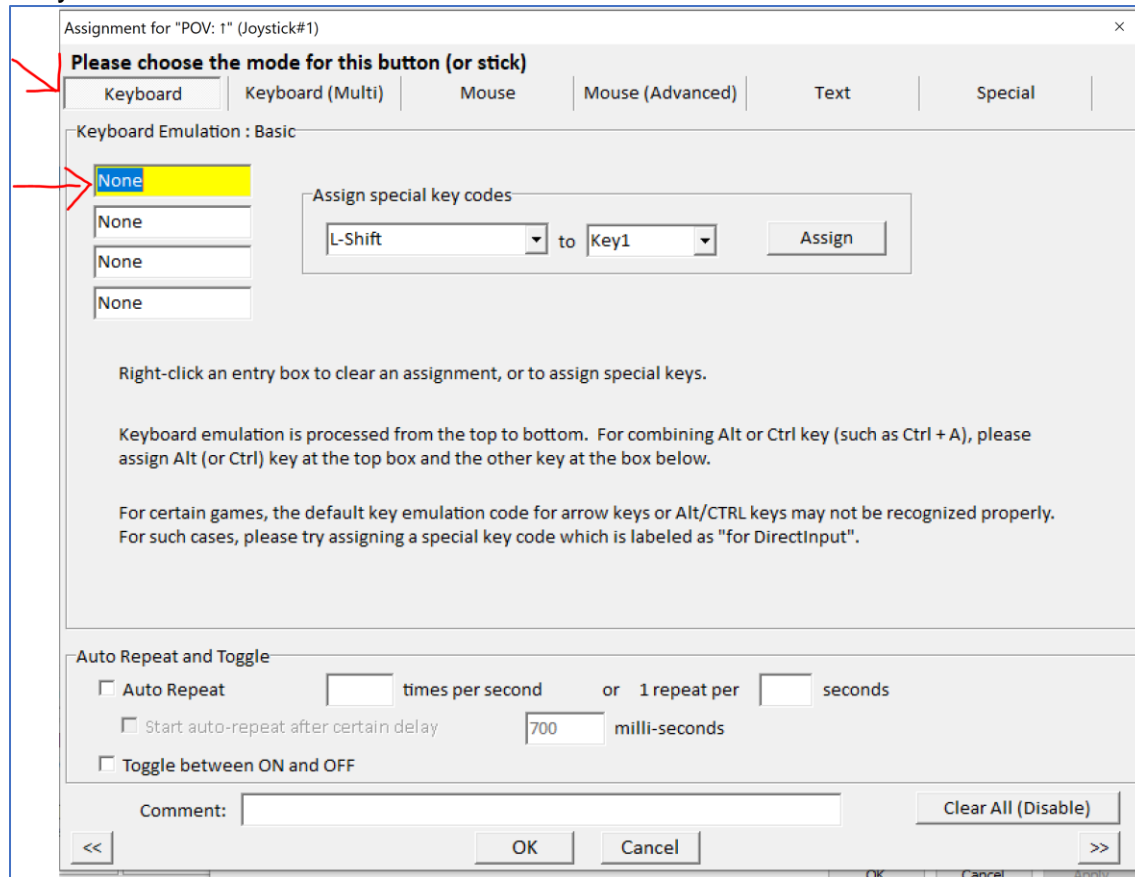 Assignment for "POV: ↑" (Joystick#1)
Please choose the mode for this button (or stick)
Keyboard Keyboard (Multi) Mouse Mouse (Advanced) Text Special
Keyboard Emulation : Basic
None
Assign special key codes
None
L-Shift to Key1 Assign
None
None
Right-click an entry box to clear an assignment, or to assign special keys.
Keyboard emulation is processed from the top to bottom. For combining Alt or Ctrl key (such as Ctrl + A), please
assign Alt (or Ctrl) key at the top box and the other key at the box below.
For certain games, the default key emulation code for arrow keys or Alt/CTRL keys may not be recognized properly.
For such cases, please try assigning a special key code which is labeled as "for DirectInput".
Auto Repeat and Toggle
Auto Repeat times per second or 1 repeat per seconds
Start auto-repeat after certain delay 700 milli-seconds
Toggle between ON and OFF
Comment: Clear All (Disable)
<< OK Cancel >>
OK Cancel Apply